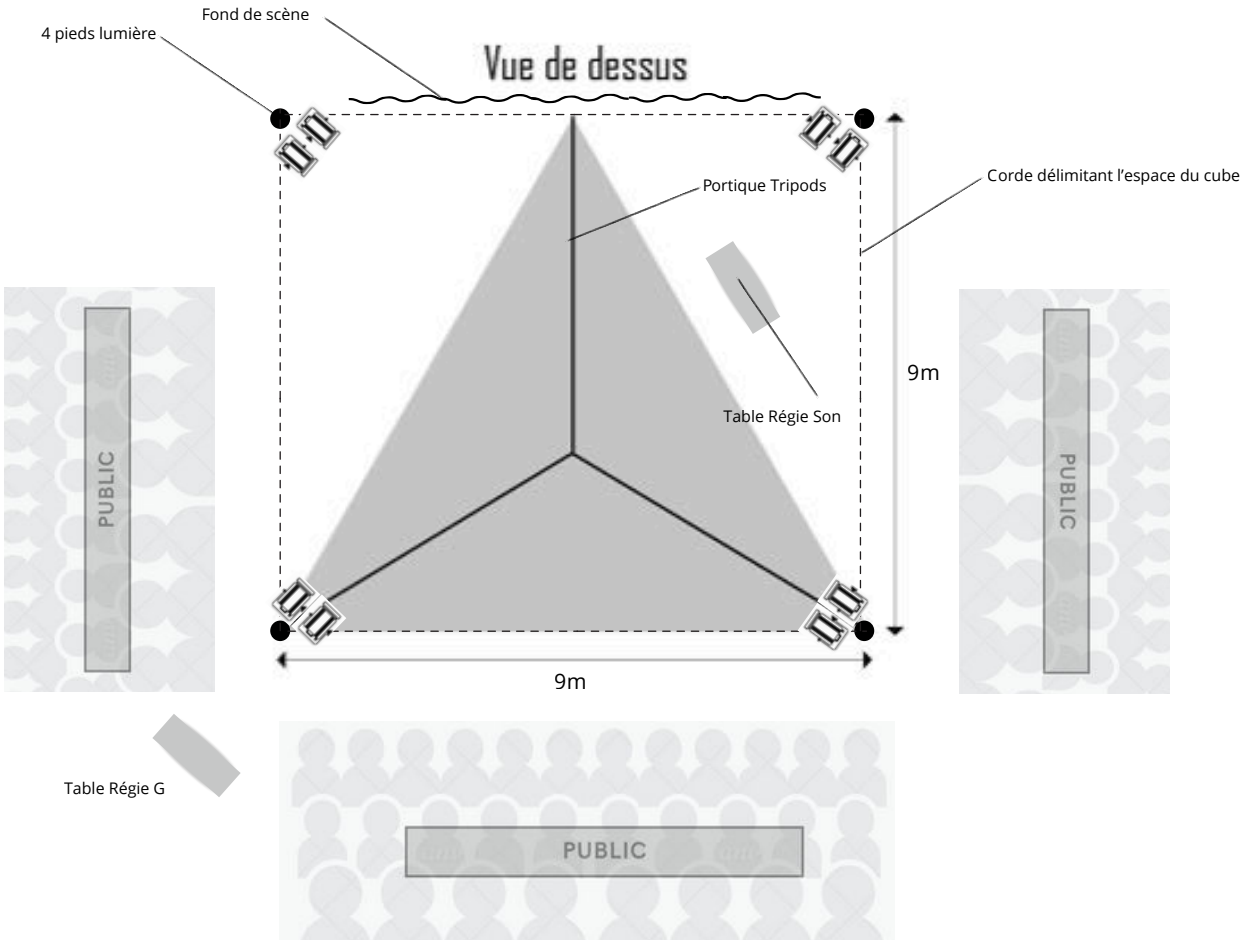 Fond de scène
4 pieds lumière
Vue de dessus
Portique Tripods
Corde délimitant l’espace du cube
9m
Table Régie Son
PUBLIC
PUBLIC
9m
Table Régie G
PUBLIC